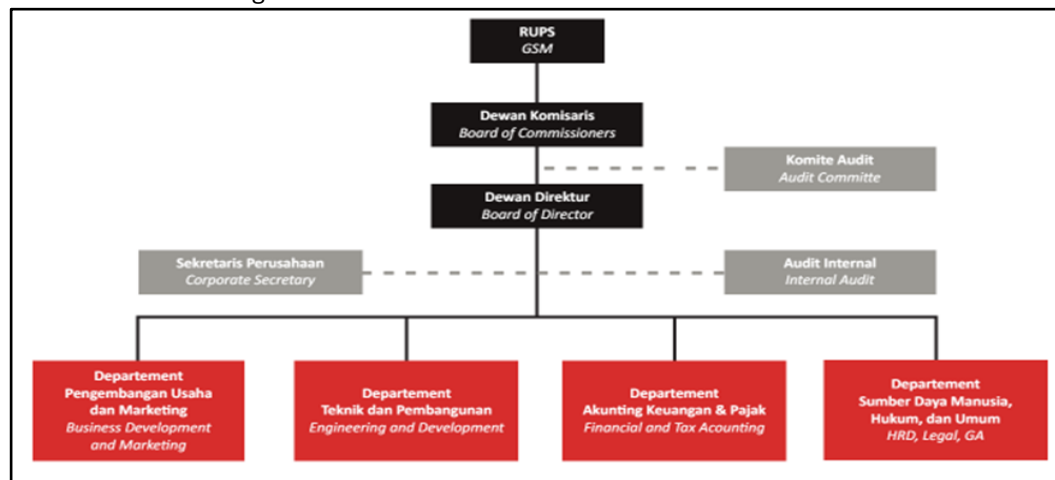 RUPS
GSM
Dewan Komisaris
Board of Commissioners
Komite Audit
Audit Committe
Dewan Direktur
Board of Director
Sekretaris Perusahaan
Corporate Secretary
Audit Internal
Internal Audit
Departement
Pengembangan Usaha
dan Marketing
Business Development
and Marketing
Departement
Teknik dan Pembangunan
Engineering and Development
Departement
Akunting Keuangan & Pajak
Financial and Tax Acounting
Departement
Sumber Daya Manusia,
Hukum, dan Umum
HRD, Legal, GA